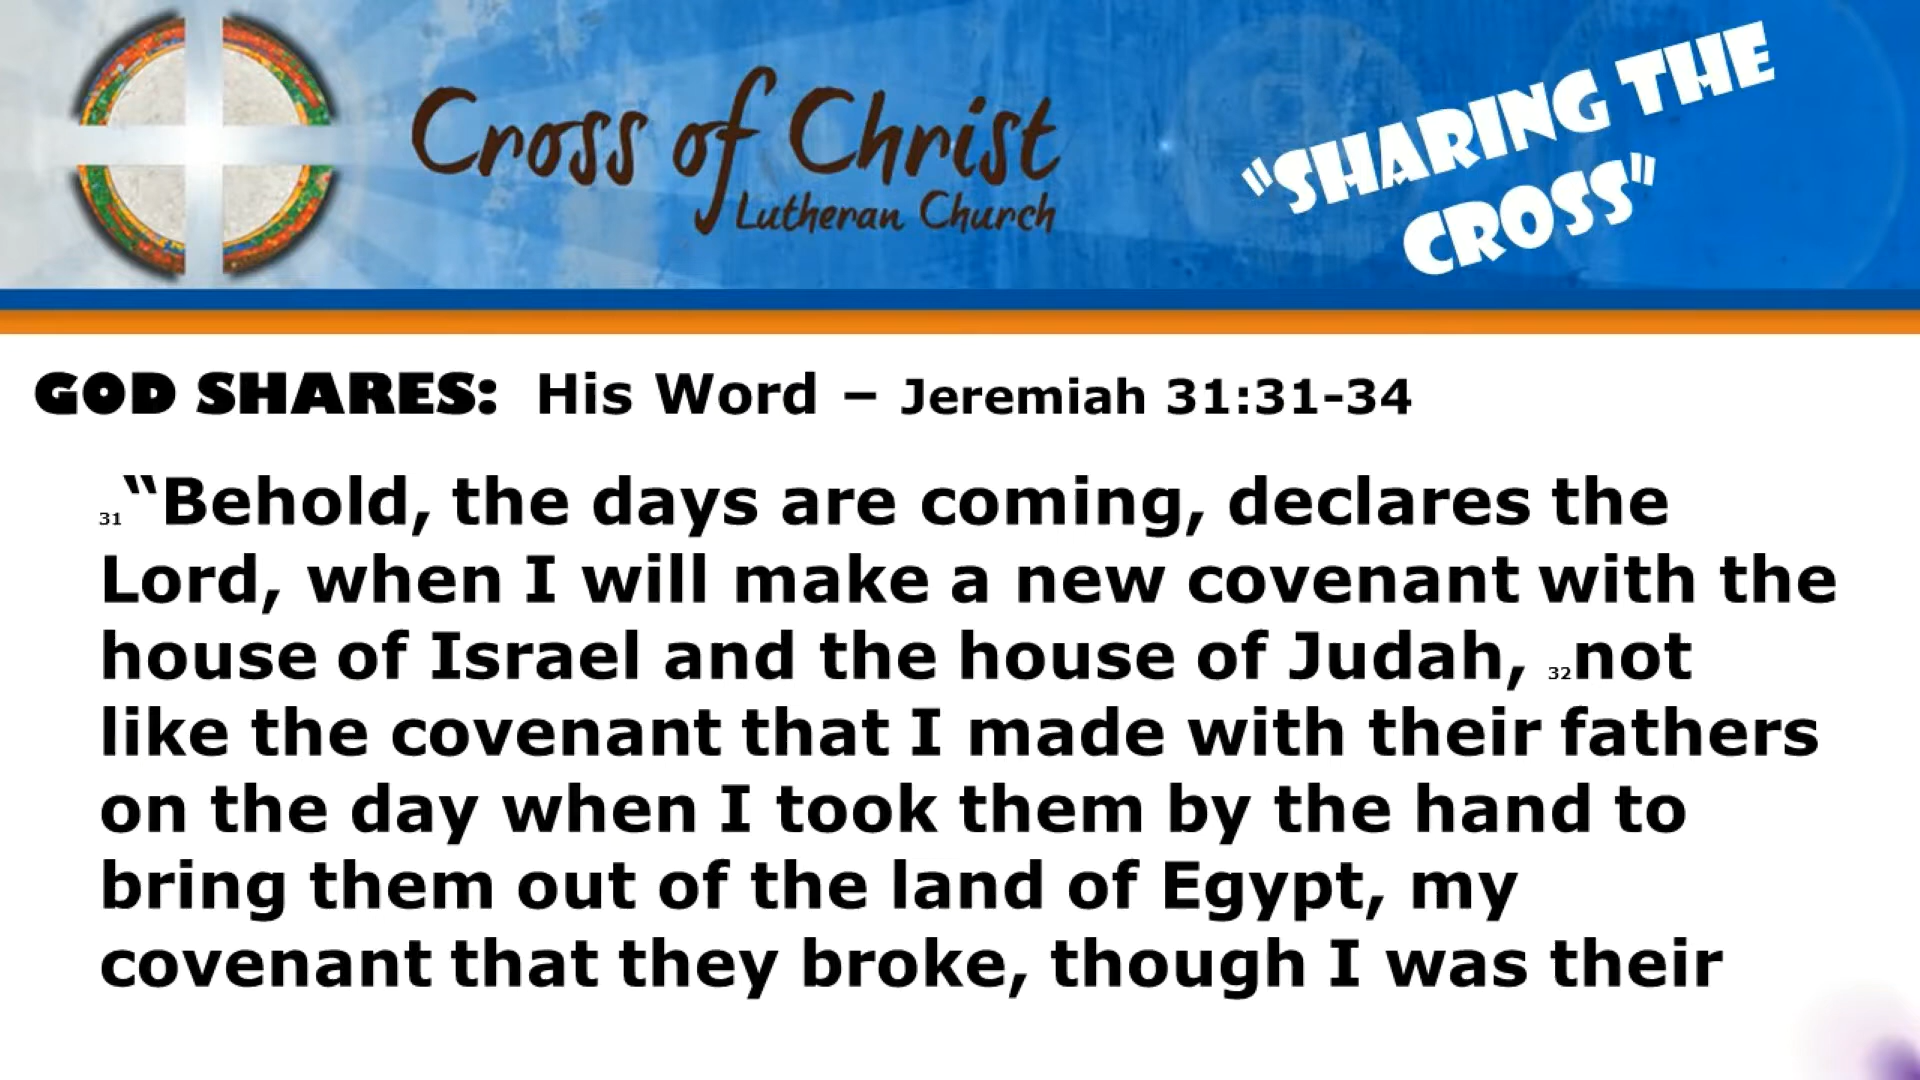 Cross of Christ
Lutheran Church
“SHARING THE
CROSS”
GOD SHARES: His Word – Jeremiah 31:31-34
31“Behold, the days are coming, declares the
Lord, when I will make a new covenant with the
house of Israel and the house of Judah, 32not
like the covenant that I made with their fathers
on the day when I took them by the hand to
bring them out of the land of Egypt, my
covenant that they broke, though I was their